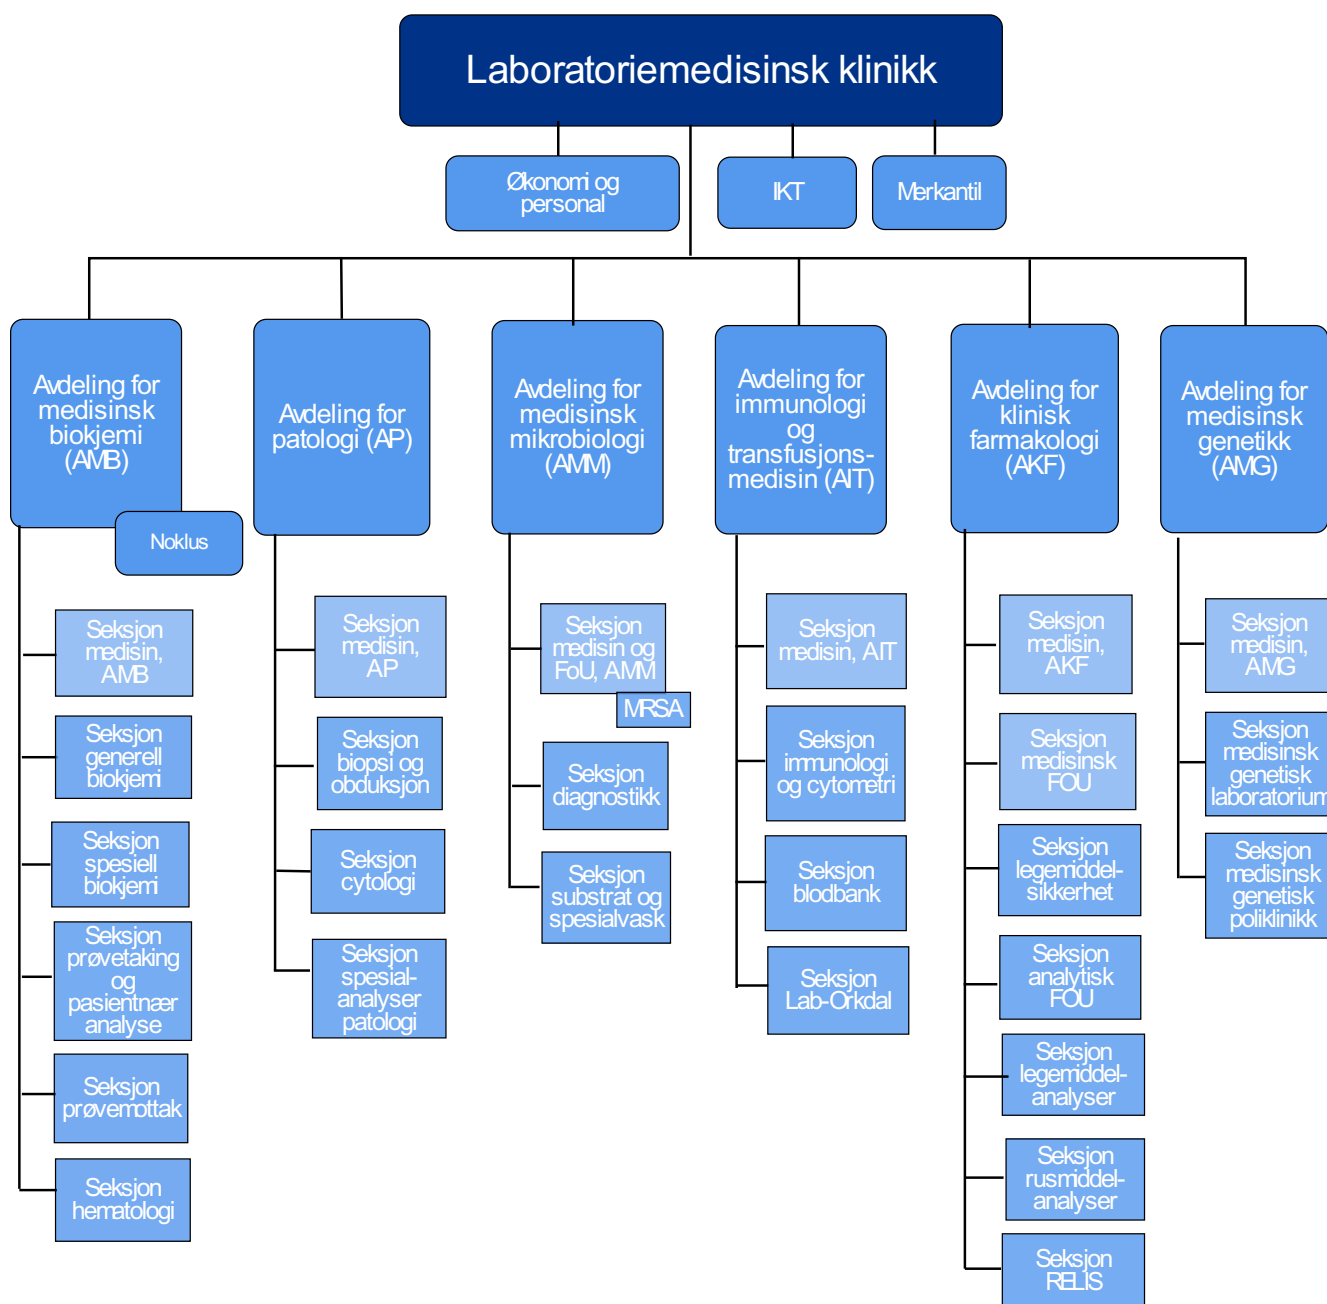 Laboratoriemedisinsk klinikk
Økonomi og
personal
IKT
Merkantil
Avdeling for
medisinsk
biokjemi
(AMB)
Noklus
Avdeling for
patologi (AP)
Avdeling for
medisinsk
mikrobiologi
(AMM)
Avdeling for
immunologi
og
transfusjons-
medisin (AIT)
Avdeling for
klinisk
farmakologi
(AKF)
Avdeling for
medisinsk
genetikk
(AMG)
Seksjon
medisin,
AMB
Seksjon
generell
biokjemi
Seksjon
spesiell
biokjemi
Seksjon
prøvetaking
og
pasientnær
analyse
Seksjon
prøvemottak
Seksjon
hematologi
Seksjon
medisin,
AP
Seksjon
biopsi og
obduksjon
Seksjon
cytologi
Seksjon
spesial-
analyser
patologi
Seksjon
medisin og
FoU, AMM
MRSA
Seksjon
diagnostikk
Seksjon
substrat og
spesialvask
Seksjon
medisin, AIT
Seksjon
immunologi
og cytometri
Seksjon
blodbank
Seksjon
Lab-Orkdal
Seksjon
medisin,
AKF
Seksjon
medisinsk
FOU
Seksjon
legemiddel-
sikkerhet
Seksjon
analytisk
FOU
Seksjon
legemiddel-
analyser
Seksjon
rusmiddel-
analyser
Seksjon
RELIS
Seksjon
medisin,
AMG
Seksjon
medisinsk
genetisk
laboratorium
Seksjon
medisinsk
genetisk
poliklinikk